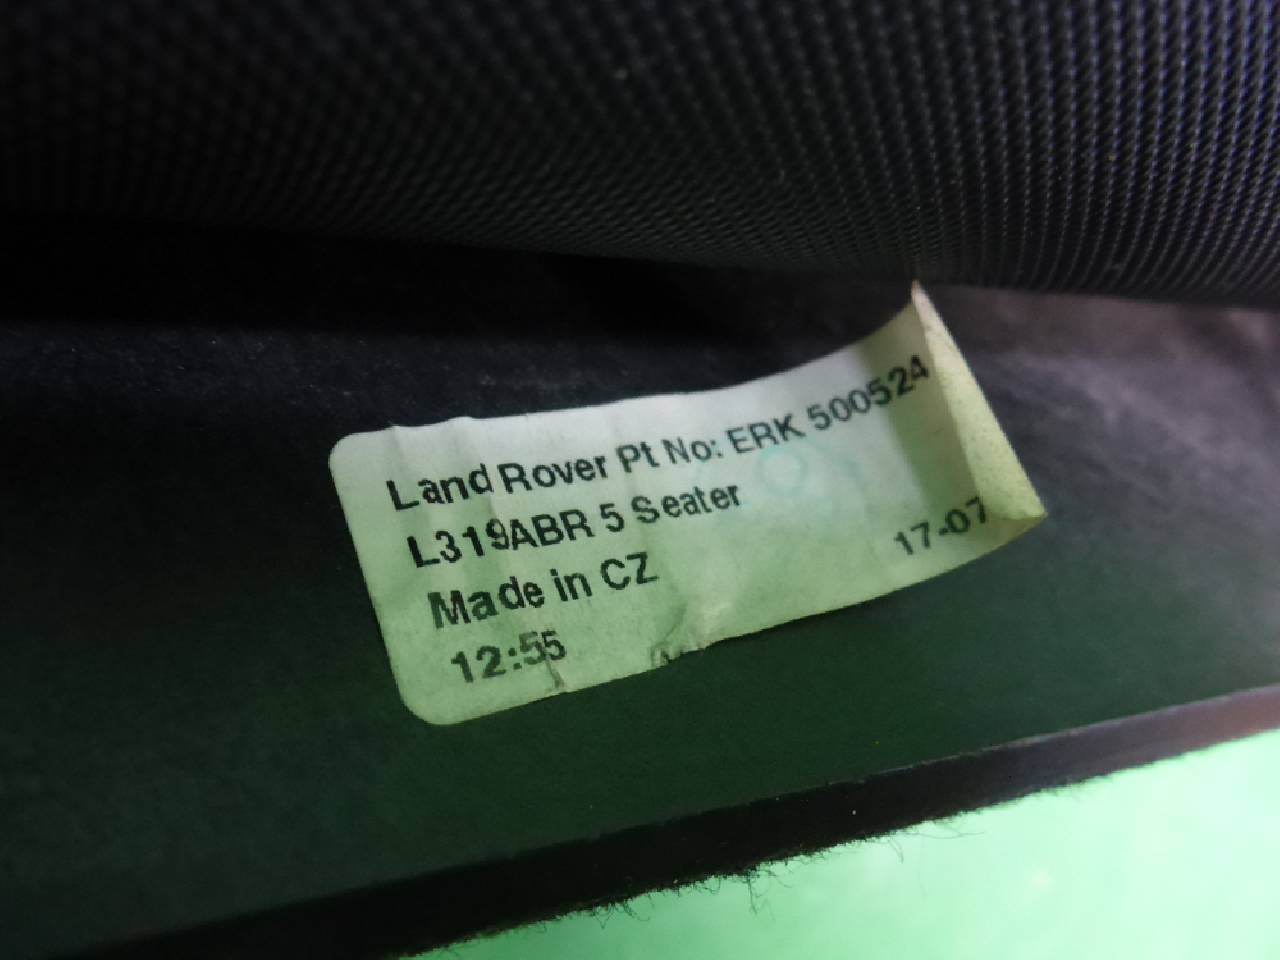 Land Rover Pt No: ERK 500524
L319ABR 5 Seater
Made in CZ 17-07
12:55